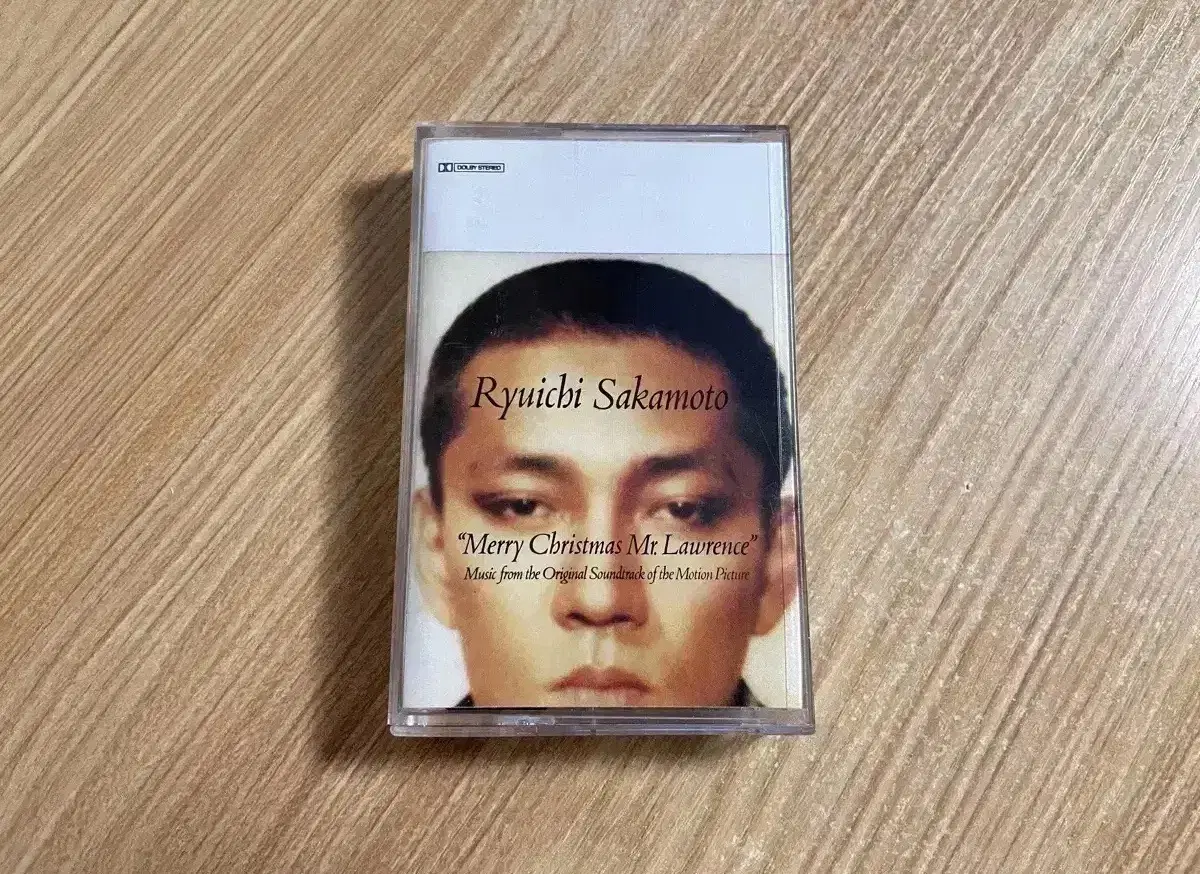 DOLBY STEREO
Ryuichi Sakamoto
“Merry Christmas Mr. Lawrence”
Music from the Original Soundtrack of the Motion Picture